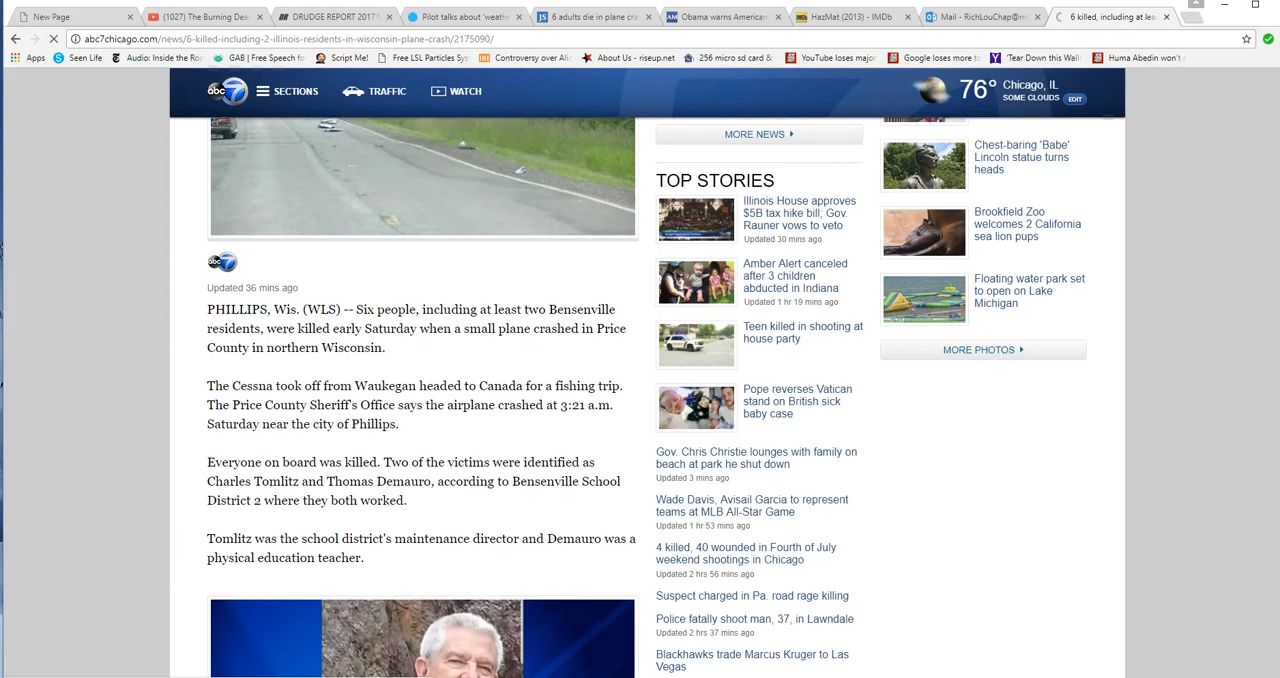 New Page
(1027) The Burning Dea
DRUDGE REPORT 2017
Pilot talks about 'weathe
6 adults die in plane cra
Obama warns American
HazMat (2013) - IMDb
Mail - RichLouChap@m
6 killed, including at leas
abc7chicago.com/news/6-killed-including-2-illinois-residents-in-wisconsin-plane-crash/2175090/
Apps
Seen Life
Audio: Inside the Ro
GAB | Free Speech fo
Script Me!
Free LSL Particles Sy
Controversy over Ali
About Us - riseup.net
256 micro sd card &
YouTube loses major
Google loses more to
'Tear Down this Wall
Huma Abedin won't
abc 7
SECTIONS
TRAFFIC
WATCH
76°
Chicago, IL
SOME CLOUDS
EDIT
abc 7
Updated 36 mins ago
PHILLIPS, Wis. (WLS) -- Six people, including at least two Bensenville
residents, were killed early Saturday when a small plane crashed in Price
County in northern Wisconsin.
The Cessna took off from Waukegan headed to Canada for a fishing trip.
The Price County Sheriff's Office says the airplane crashed at 3:21 a.m.
Saturday near the city of Phillips.
Everyone on board was killed. Two of the victims were identified as
Charles Tomlitz and Thomas Demauro, according to Bensenville School
District 2 where they both worked.
Tomlitz was the school district's maintenance director and Demauro was a
physical education teacher.
MORE NEWS
TOP STORIES
Illinois House approves
$5B tax hike bill; Gov.
Rauner vows to veto
Updated 30 mins ago
Amber Alert canceled
after 3 children
abducted in Indiana
Updated 1 hr 19 mins ago
Teen killed in shooting at
house party
Pope reverses Vatican
stand on British sick
baby case
Gov. Chris Christie lounges with family on
beach at park he shut down
Updated 3 mins ago
Wade Davis, Avisail Garcia to represent
teams at MLB All-Star Game
Updated 1 hr 53 mins ago
4 killed, 40 wounded in Fourth of July
weekend shootings in Chicago
Updated 2 hrs 56 mins ago
Suspect charged in Pa. road rage killing
Police fatally shoot man, 37, in Lawndale
Updated 2 hrs 37 mins ago
Blackhawks trade Marcus Kruger to Las
Vegas
Chest-baring 'Babe'
Lincoln statue turns
heads
Brookfield Zoo
welcomes 2 California
sea lion pups
Floating water park set
to open on Lake
Michigan
MORE PHOTOS